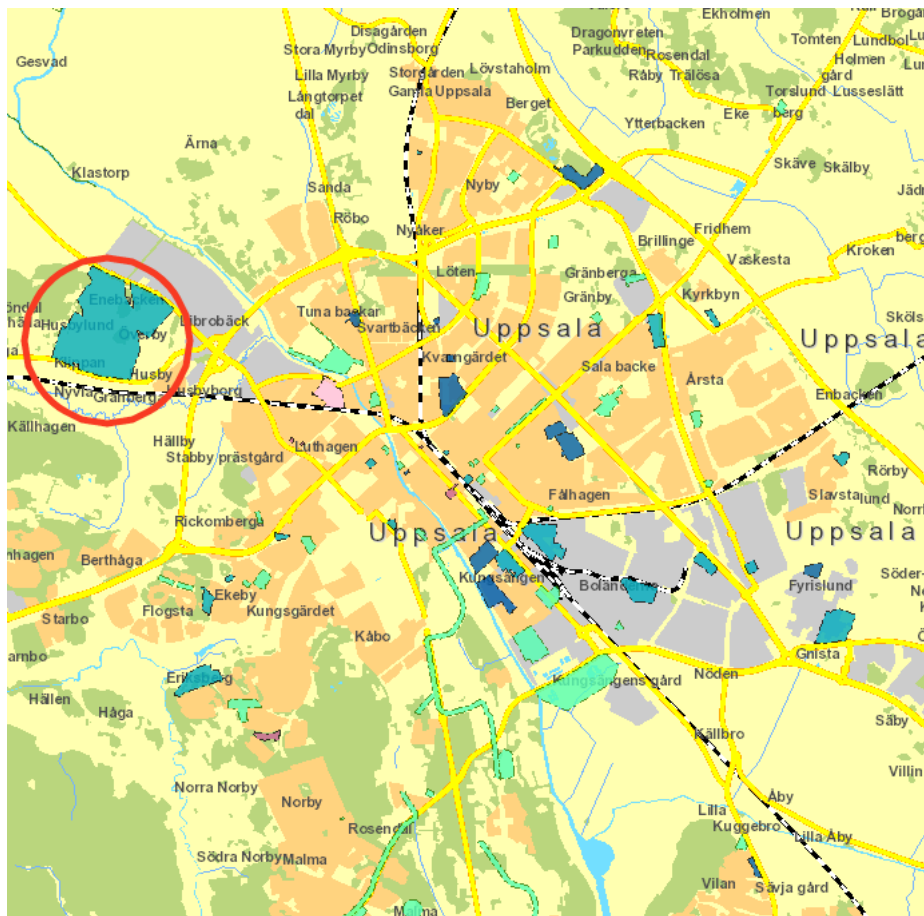 Ekholmen
Disagården
Odinsborg
Dragonvreten
Parkudden
Rosendal
Tomten
Lundbol
Stora Myrby
Holmen
gård
Gesvad
Lilla Myrby
Storgården
Lövstaholm
Råby
Trälösa
Gamla Uppsala
Torslund
Lusseslätt
Långtorpet
dal
Berget
Eke
berg
Ytterbacken
Ärna
Skäve
Skälby
Klastorp
Nyby
Sanda
Röbo
Fridhem
Nyåker
Brillinge
berg
Kroken
Vaskesta
Löten
Gränberga
Enebacken
Gränby
Kyrkbyn
Tuna backar
Husbylund
Librobäck
Överby
Svartbäcken
Uppsala
Uppsala
Kvarngärdet
Klippan
Sala backe
Husby
Årsta
Husbyborg
Enbacken
Källhagen
Hällby
Luthagen
Stabby prästgård
Rörby
Fålhagen
Slavsta
lund
Rickomberga
Uppsala
Uppsala
Berthåga
Kungsängen
Boländerna
Fyrislund
Ekeby
Flogsta
Kungsgärdet
Starbo
Kåbo
Gnista
Eriksberg
Kungsängens gård
Nöden
Hällen
Håga
Säby
Källbro
Norra Norby
Norby
Åby
Lilla
Kuggebro
Rosendal
Lilla Åby
Södra Norby
Malma
Vilan
Sävja gård
Malma